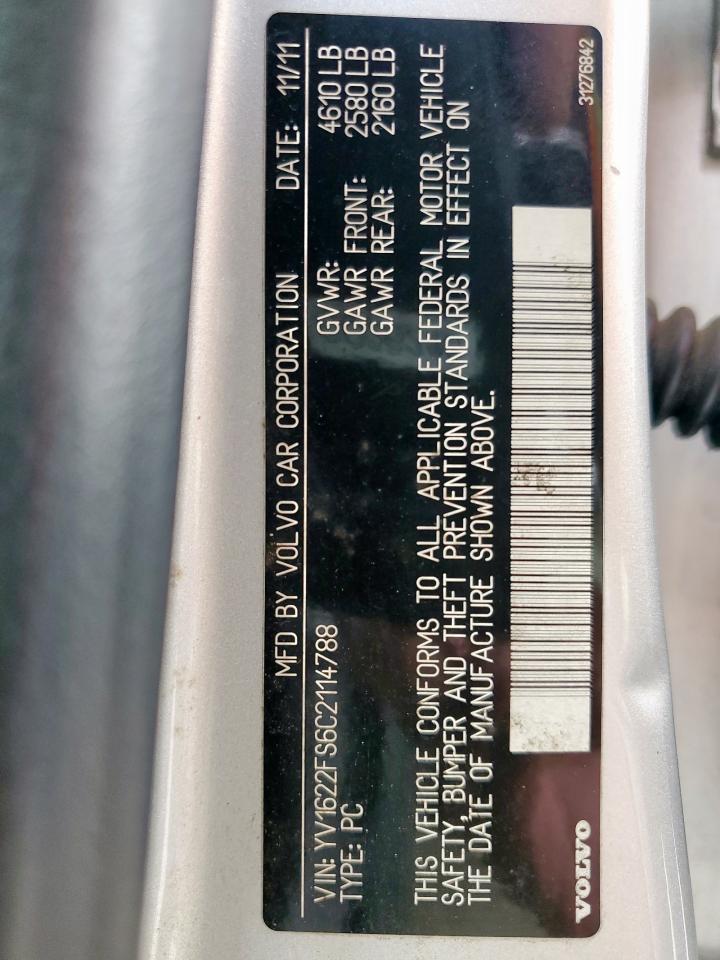 MFD BY VOLVO CAR CORPORATION DATE: 11/11
VIN: YV1622FS6C2114788 GVWR: 4610 LB
TYPE: PC GAWR FRONT: 2580 LB
GAWR REAR: 2160 LB
THIS VEHICLE CONFORMS TO ALL APPLICABLE FEDERAL MOTOR VEHICLE
SAFETY, BUMPER AND THEFT PREVENTION STANDARDS IN EFFECT ON
THE DATE OF MANUFACTURE SHOWN ABOVE.
VOLVO 31276842